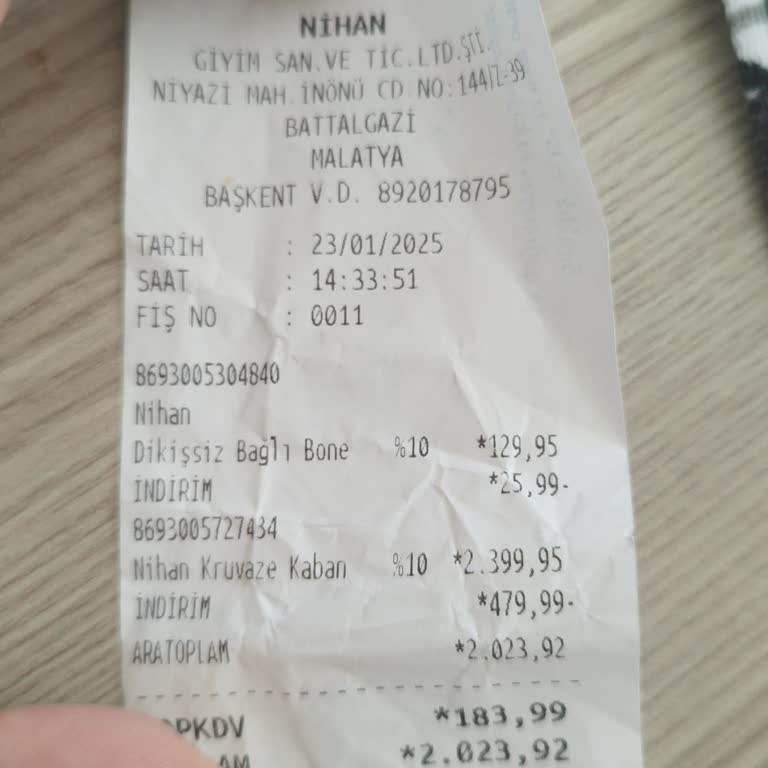 NİHAN
GİYİM SAN.VE TİC.LTD.ŞTİ.
NİYAZİ MAH.İNÖNÜ CD.NO:144/Z-39
BATTALGAZİ
MALATYA
BAŞKENT V.D. 8920178795
TARİH : 23/01/2025
SAAT : 14:33:51
FİŞ NO : 0011
8693005304840
Nihan
Dikişsiz Bağlı Bone %10 *129,95
İNDİRİM *25,99-
8693005727434
Nihan Kruvaze Kaban %10 *2.399,95
İNDİRİM *479,99-
ARATOPLAM *2.023,92
PKDV *183,99
AM *2.023,92